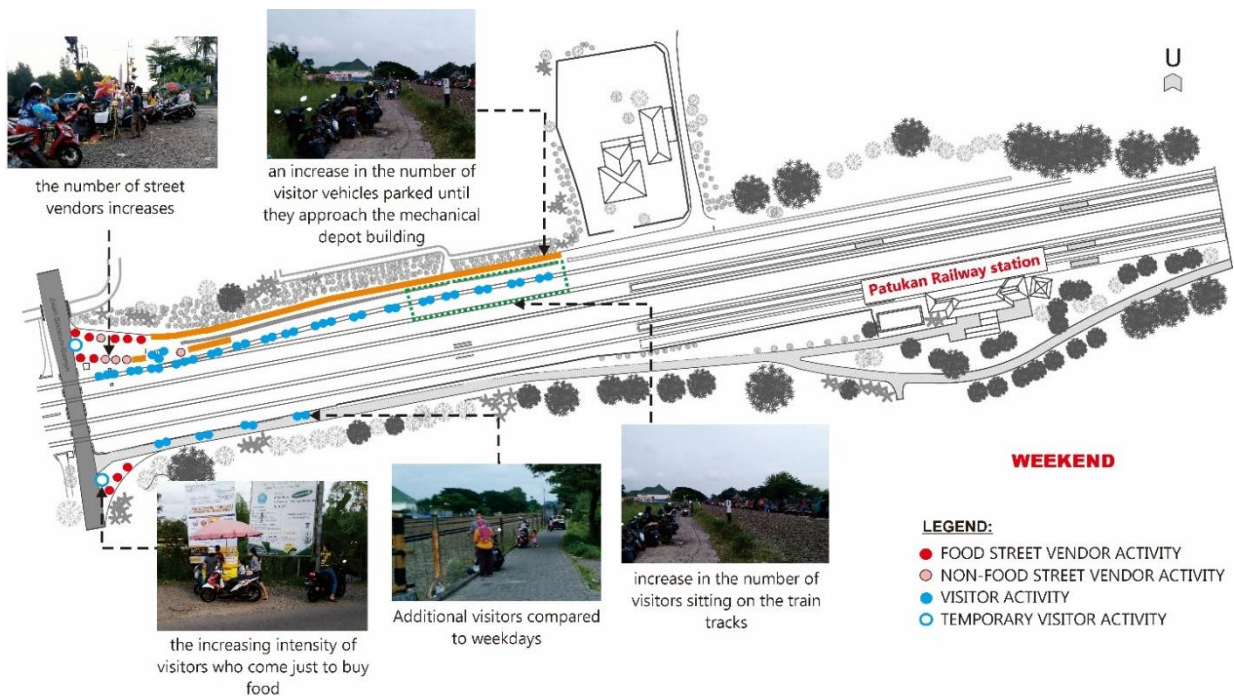 the number of street
vendors increases
an increase in the number of
visitor vehicles parked until
they approach the mechanical
depot building
U
Patukan Railway station
the increasing intensity of
visitors who come just to buy
food
Additional visitors compared
to weekdays
increase in the number of
visitors sitting on the train
tracks
WEEKEND
LEGEND:
FOOD STREET VENDOR ACTIVITY
NON-FOOD STREET VENDOR ACTIVITY
VISITOR ACTIVITY
TEMPORARY VISITOR ACTIVITY